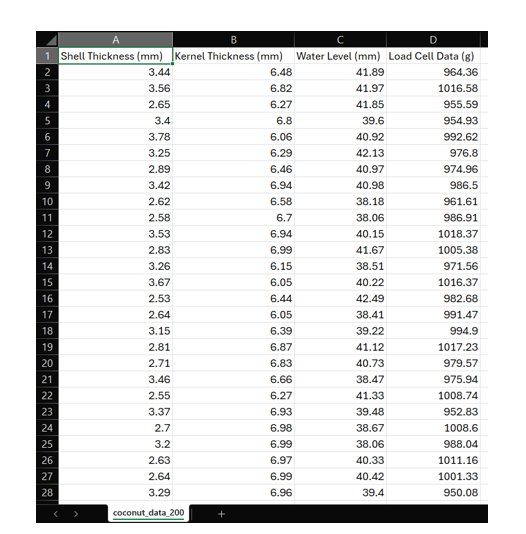 A B C D
1 Shell Thickness (mm) Kernel Thickness (mm) Water Level (mm) Load Cell Data (g)
2 3.44 6.48 41.89 964.36
3 3.56 6.82 41.97 1016.58
4 2.65 6.27 41.85 955.59
5 3.4 6.8 39.6 954.93
6 3.78 6.06 40.92 992.62
7 3.25 6.29 42.13 976.8
8 2.89 6.46 40.97 974.96
9 3.42 6.94 40.98 986.5
10 2.62 6.58 38.18 961.61
11 2.58 6.7 38.06 986.91
12 3.53 6.94 40.15 1018.37
13 2.83 6.99 41.67 1005.38
14 3.26 6.15 38.51 971.56
15 3.67 6.05 40.22 1016.37
16 2.53 6.44 42.49 982.68
17 2.64 6.05 38.41 991.47
18 3.15 6.39 39.22 994.9
19 2.81 6.87 41.12 1017.23
20 2.71 6.83 40.73 979.57
21 3.46 6.66 38.47 975.94
22 2.55 6.27 41.33 1008.74
23 3.37 6.93 39.48 952.83
24 2.7 6.98 38.67 1008.6
25 3.2 6.99 38.06 988.04
26 2.63 6.97 40.33 1011.16
27 2.64 6.99 40.42 1001.33
28 3.29 6.96 39.4 950.08
coconut_data_200